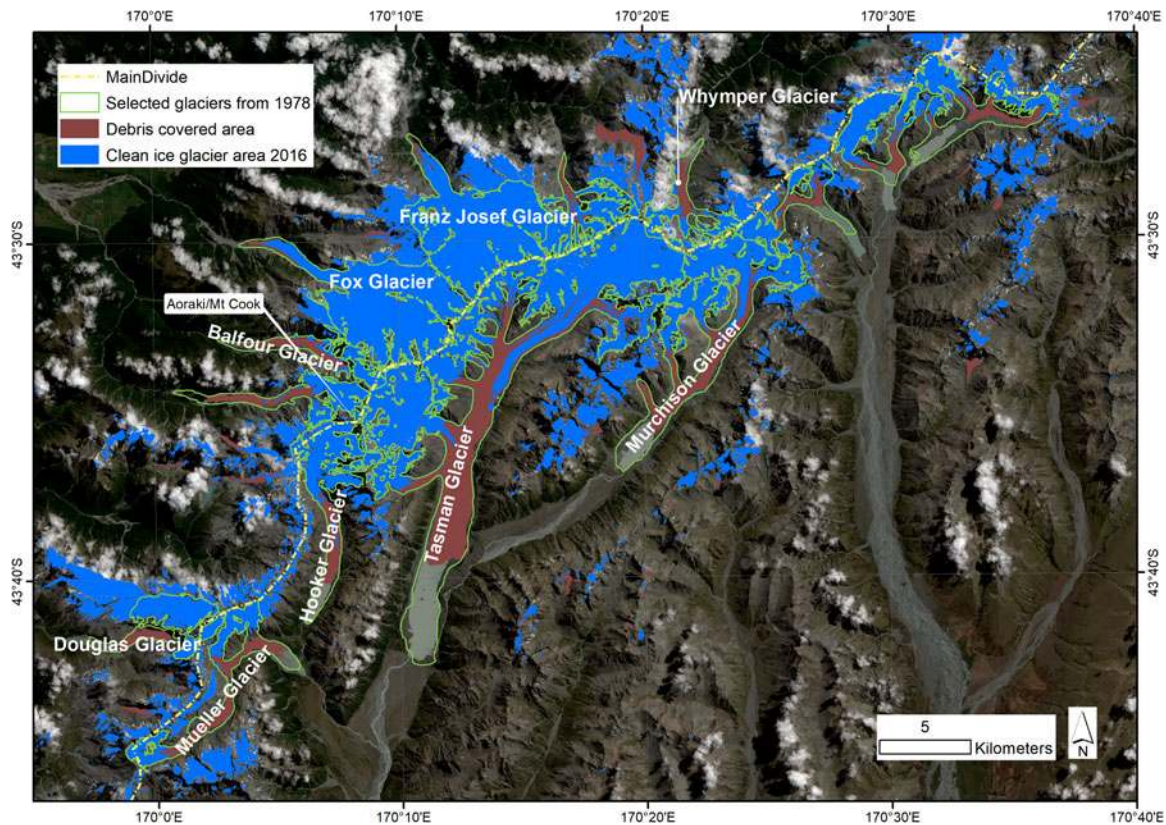 170°0'E
170°10'E
170°20'E
170°30'E
170°40'E
MainDivide
Selected glaciers from 1978
Debris covered area
Clean ice glacier area 2016
Whymper Glacier
Franz Josef Glacier
43°30'S
43°30'S
Fox Glacier
Aoraki/Mt Cook
Balfour Glacier
Murchison Glacier
Tasman Glacier
Hooker Glacier
43°40'S
43°40'S
Douglas Glacier
Mueller Glacier
5
Kilometers
N
170°0'E
170°10'E
170°20'E
170°30'E
170°40'E